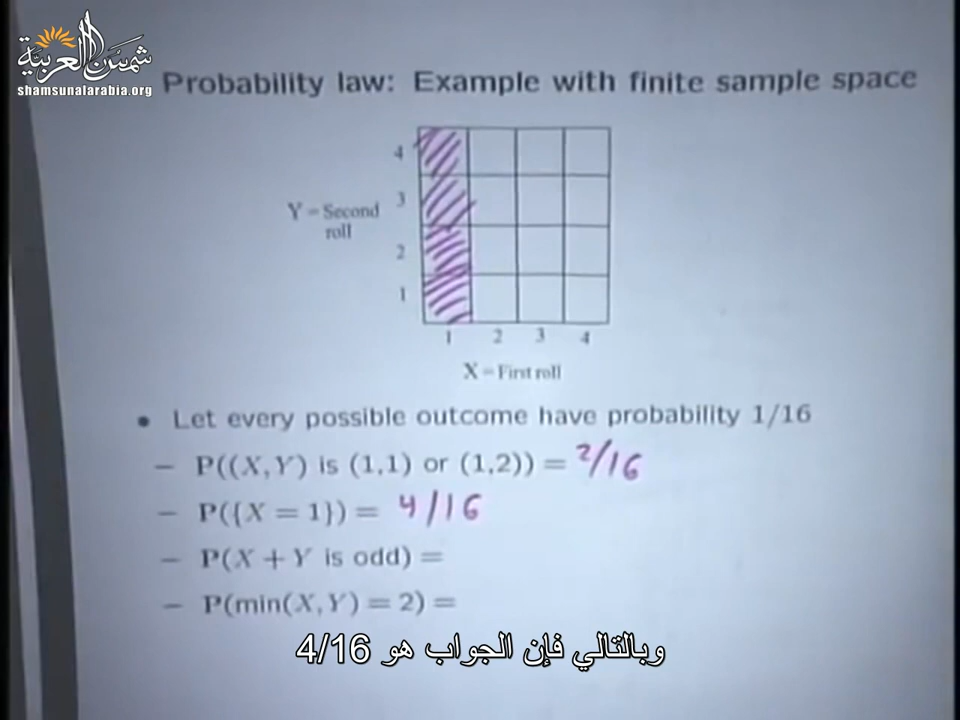 شمس العربية
shamsunalarabia.org
Probability law: Example with finite sample space
4
Y = Second
roll
3
2
1
1 2 3 4
X = First roll
• Let every possible outcome have probability 1/16
– P((X,Y) is (1,1) or (1,2)) = 2/16
– P({X = 1}) = 4/16
– P(X + Y is odd) =
– P(min(X,Y) = 2) =
وبالتالي فإن الجواب هو 4/16